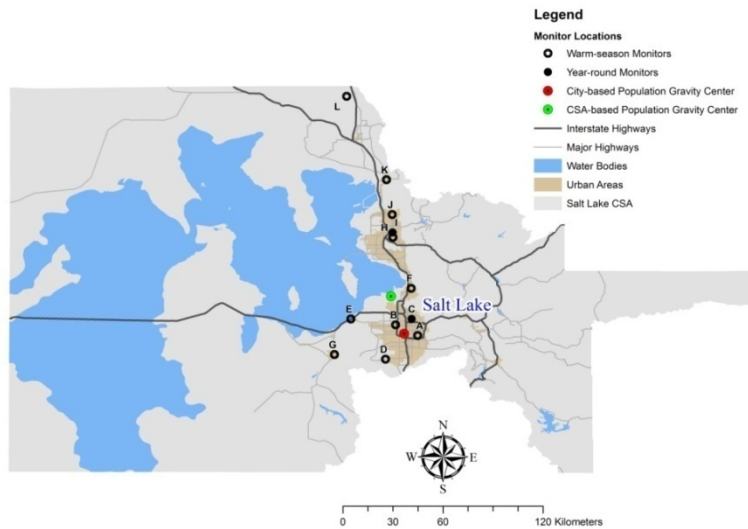 Legend
Monitor Locations
Warm-season Monitors
Year-round Monitors
City-based Population Gravity Center
CSA-based Population Gravity Center
Interstate Highways
Major Highways
Water Bodies
Urban Areas
Salt Lake CSA
L
K
J
I
H
F
Salt Lake
E
B
C
A
G
D
N
W
E
S
0
30
60
120 Kilometers